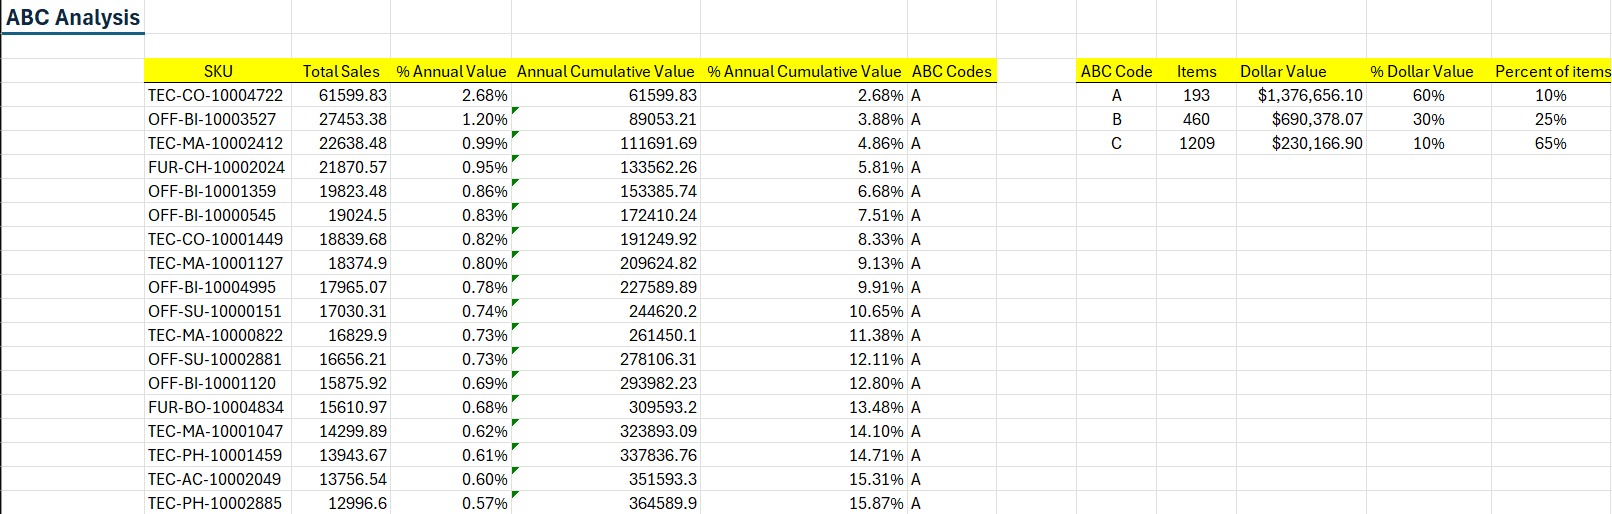 ABC Analysis
SKU Total Sales % Annual Value Annual Cumulative Value % Annual Cumulative Value ABC Codes ABC Code Items Dollar Value % Dollar Value Percent of items
TEC-CO-10004722 61599.83 2.68% 61599.83 2.68% A A 193 $1,376,656.10 60% 10%
OFF-BI-10003527 27453.38 1.20% 89053.21 3.88% A B 460 $690,378.07 30% 25%
TEC-MA-10002412 22638.48 0.99% 111691.69 4.86% A C 1209 $230,166.90 10% 65%
FUR-CH-10002024 21870.57 0.95% 133562.26 5.81% A
OFF-BI-10001359 19823.48 0.86% 153385.74 6.68% A
OFF-BI-10000545 19024.5 0.83% 172410.24 7.51% A
TEC-CO-10001449 18839.68 0.82% 191249.92 8.33% A
TEC-MA-10001127 18374.9 0.80% 209624.82 9.13% A
OFF-BI-10004995 17965.07 0.78% 227589.89 9.91% A
OFF-SU-10000151 17030.31 0.74% 244620.2 10.65% A
TEC-MA-10000822 16829.9 0.73% 261450.1 11.38% A
OFF-SU-10002881 16656.21 0.73% 278106.31 12.11% A
OFF-BI-10001120 15875.92 0.69% 293982.23 12.80% A
FUR-BO-10004834 15610.97 0.68% 309593.2 13.48% A
TEC-MA-10001047 14299.89 0.62% 323893.09 14.10% A
TEC-PH-10001459 13943.67 0.61% 337836.76 14.71% A
TEC-AC-10002049 13756.54 0.60% 351593.3 15.31% A
TEC-PH-10002885 12996.6 0.57% 364589.9 15.87% A